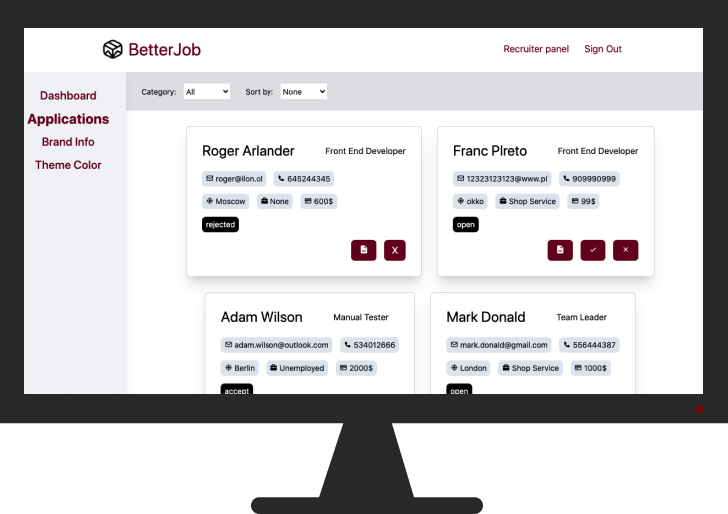 BetterJob
Recruiter panel Sign Out
Dashboard
Applications
Brand Info
Theme Color
Category: All Sort by: None
Roger Arlander Front End Developer
roger@ilon.ol 645244345
Moscow None 600$
rejected
X
Franc Plreto Front End Developer
12323123123@www.pl 909990999
okko Shop Service 99$
open
Adam Wilson Manual Tester
adam.wilson@outlook.com 534012666
Berlin Unemployed 2000$
accept
Mark Donald Team Leader
mark.donald@gmail.com 556444387
London Shop Service 1000$
open